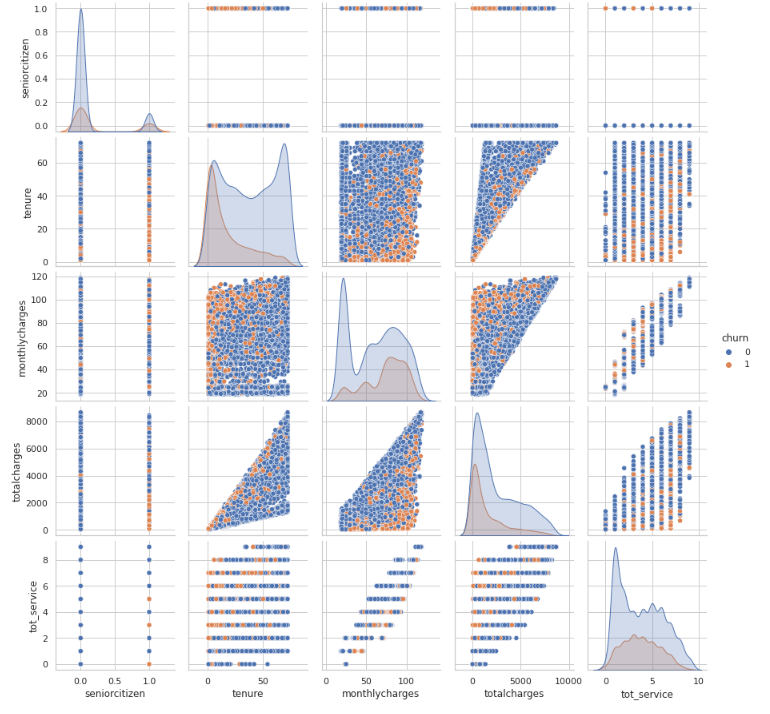 1.0
0.8
0.6
0.4
0.2
0.0
seniorcitizen
60
40
20
0
tenure
120
100
80
60
40
20
monthlycharges
churn
0
1
8000
6000
4000
2000
0
totalcharges
8
6
4
2
0
tot_service
0.0 0.5 1.0
0 50
0 50 100
0 5000 10000
0 5 10
seniorcitizen
tenure
monthlycharges
totalcharges
tot_service